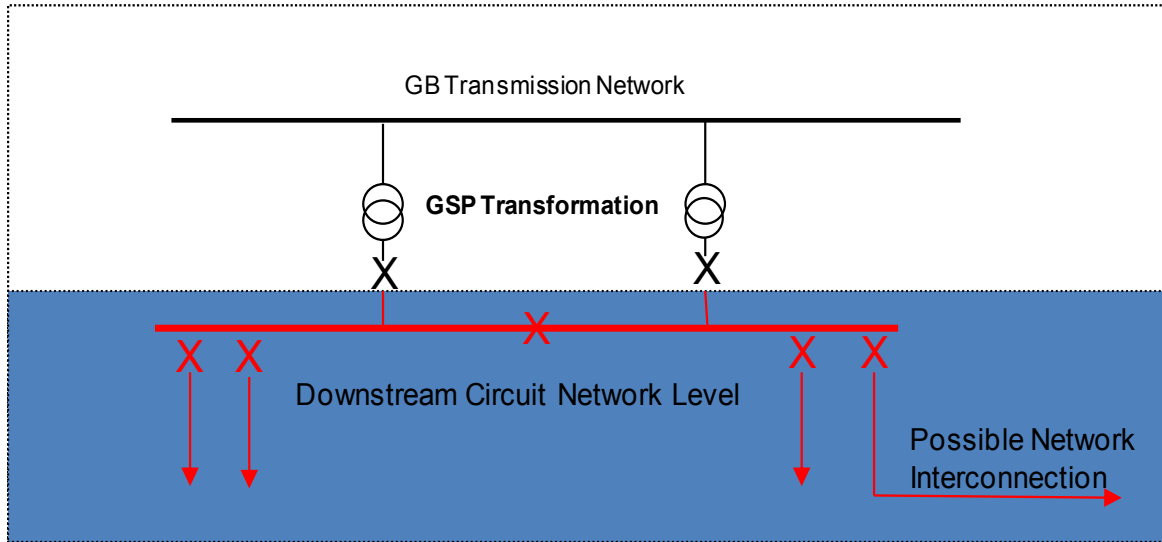 GB Transmission Network
GSP Transformation
X X
X
X X X X
Downstream Circuit Network Level
Possible Network
Interconnection